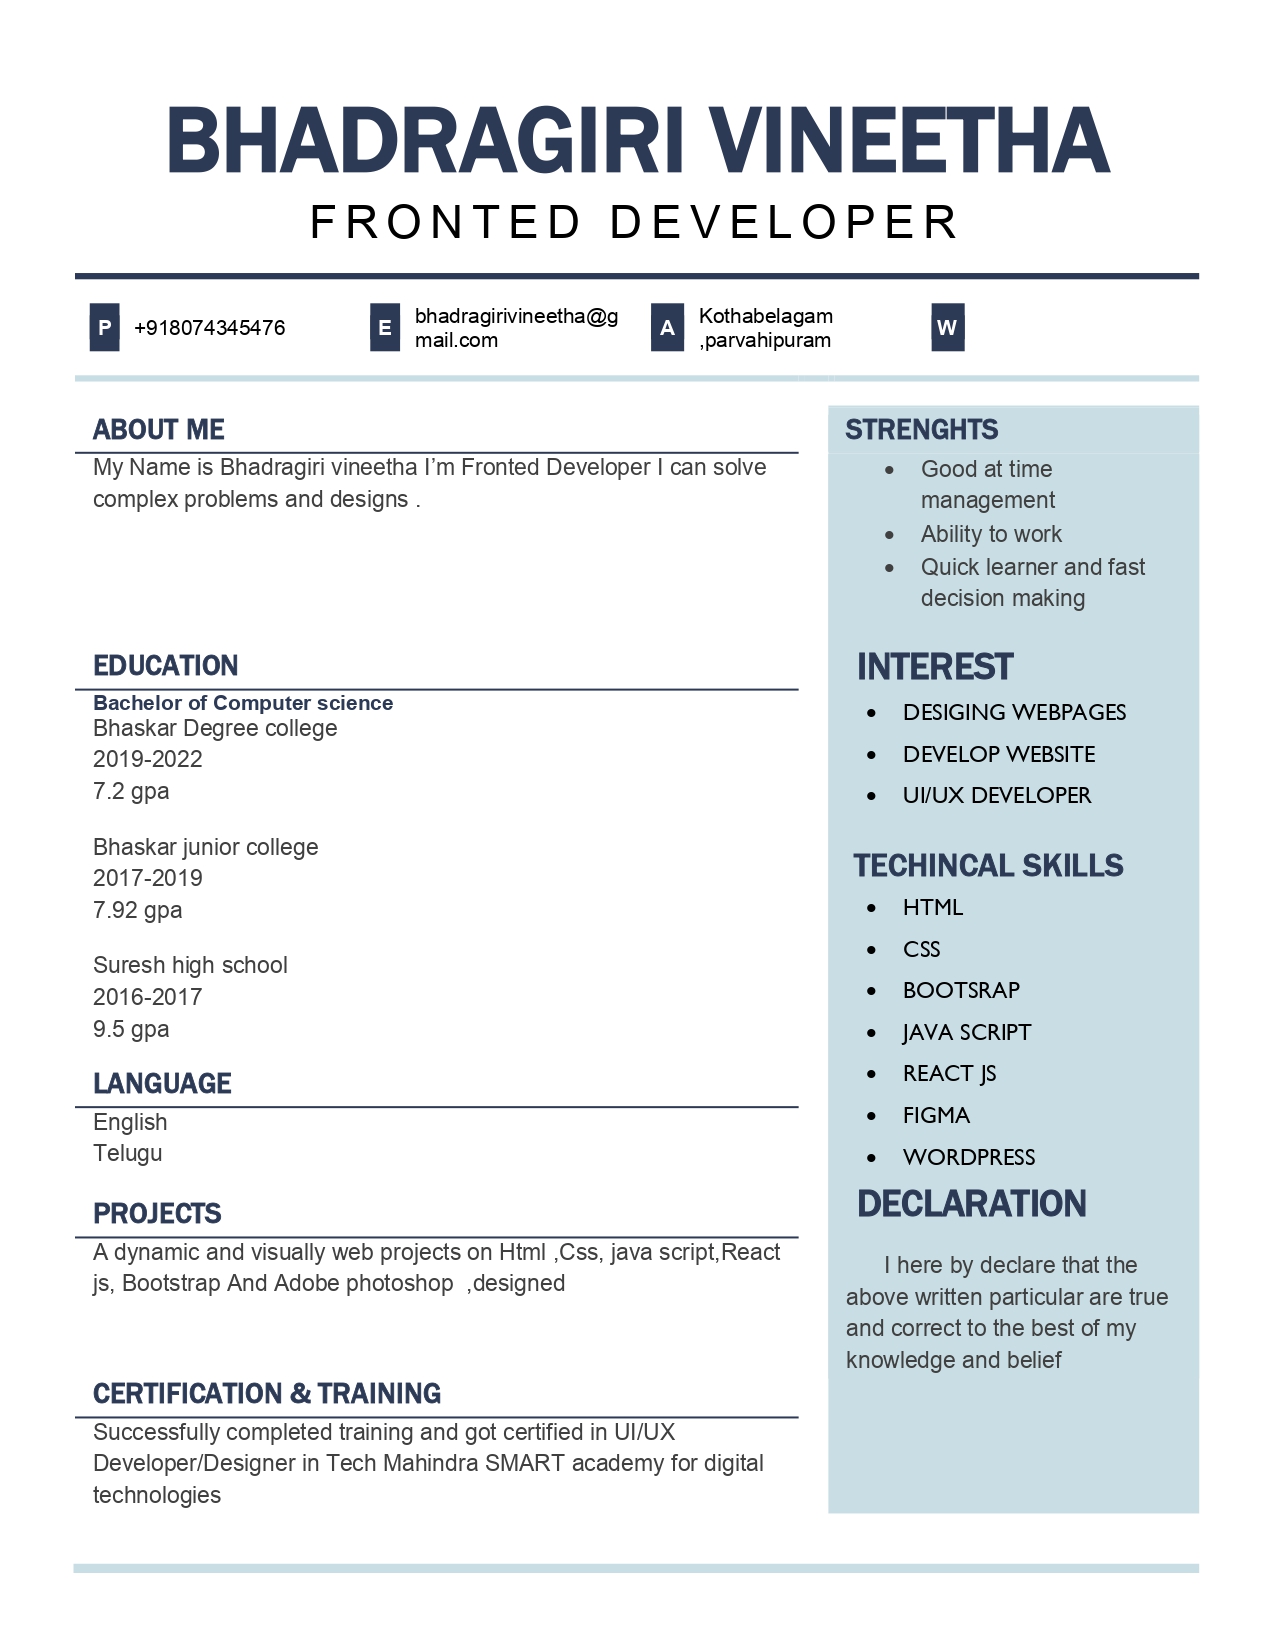 BHADRAGIRI VINEETHA
FRONTED DEVELOPER
P +918074345476
E bhadragirivineetha@g
mail.com
A Kothabelagam
,parvahipuram
W
ABOUT ME
My Name is Bhadragiri vineetha I’m Fronted Developer I can solve
complex problems and designs .
EDUCATION
Bachelor of Computer science
Bhaskar Degree college
2019-2022
7.2 gpa
Bhaskar junior college
2017-2019
7.92 gpa
Suresh high school
2016-2017
9.5 gpa
LANGUAGE
English
Telugu
PROJECTS
A dynamic and visually web projects on Html ,Css, java script,React
js, Bootstrap And Adobe photoshop  ,designed
CERTIFICATION & TRAINING
Successfully completed training and got certified in UI/UX
Developer/Designer in Tech Mahindra SMART academy for digital
technologies
STRENGHTS
• Good at time
management
• Ability to work
• Quick learner and fast
decision making
INTEREST
• DESIGING WEBPAGES
• DEVELOP WEBSITE
• UI/UX DEVELOPER
TECHINCAL SKILLS
• HTML
• CSS
• BOOTSRAP
• JAVA SCRIPT
• REACT JS
• FIGMA
• WORDPRESS
DECLARATION
I here by declare that the
above written particular are true
and correct to the best of my
knowledge and belief